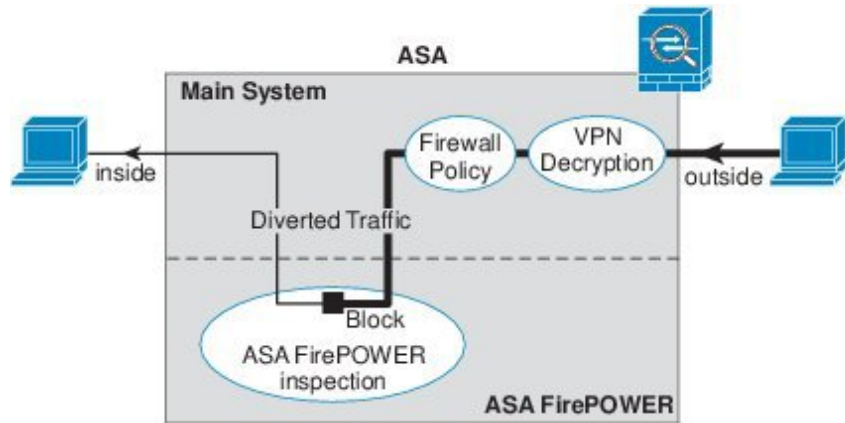 ASA
Main System
Firewall
Policy
VPN
Decryption
inside
outside
Diverted Traffic
Block
ASA FirePOWER
inspection
ASA FirePOWER